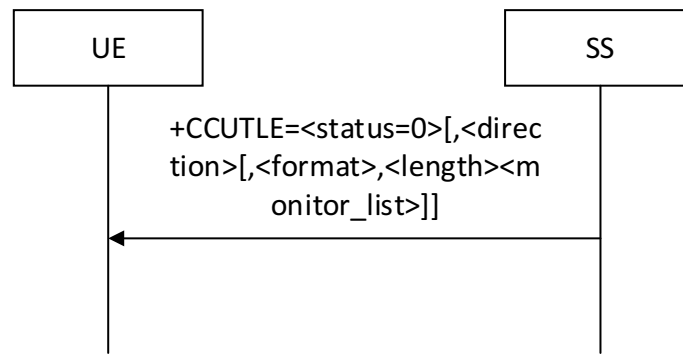 UE
SS
+CCUTLE=<status=0>[,<direc
tion>[,<format>,<length><m
onitor_list>]]